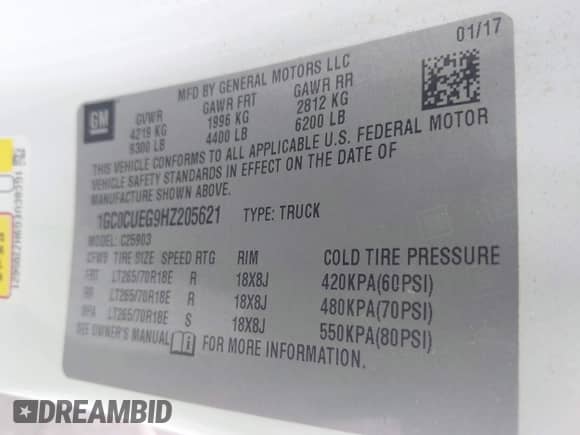 01/17
MFD BY GENERAL MOTORS LLC
GM
GVWR GAWR FRT GAWR RR
4219 KG 1996 KG 2812 KG
9300 LB 4400 LB 6200 LB
THIS VEHICLE CONFORMS TO ALL APPLICABLE U.S. FEDERAL MOTOR
VEHICLE SAFETY STANDARDS IN EFFECT ON THE DATE OF
MANUFACTURE SHOWN ABOVE.
1GC0CUEG9HZ205621 TYPE: TRUCK
MODEL: C25903
CFW9 TIRE SIZE SPEED RTG RIM COLD TIRE PRESSURE
FRT LT265/70R18E R 18X8J 420KPA(60PSI)
RR LT265/70R18E R 18X8J 480KPA(70PSI)
SPA LT265/70R18E S 18X8J 550KPA(80PSI)
SEE OWNER'S MANUAL FOR MORE INFORMATION.
DREAMBID